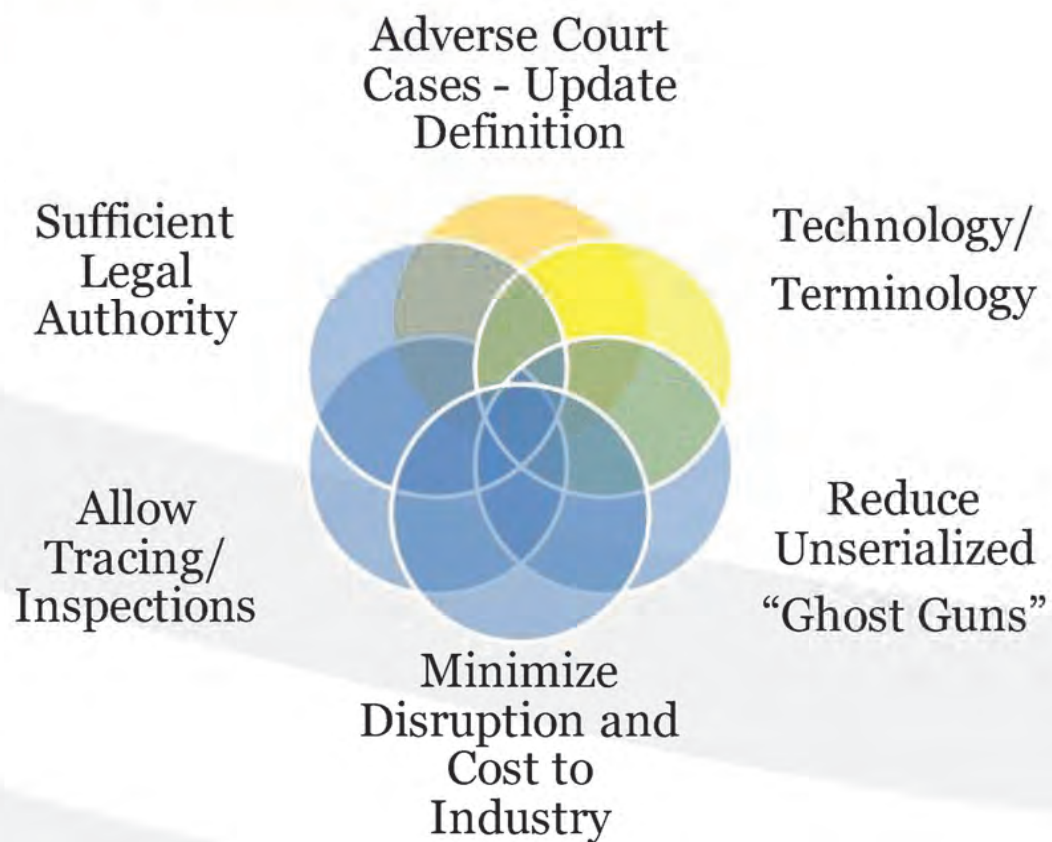 Adverse Court
Cases - Update
Definition
Sufficient
Legal
Authority
Technology/
Terminology
Allow
Tracing/
Inspections
Reduce
Unserialized
“Ghost Guns”
Minimize
Disruption and
Cost to
Industry